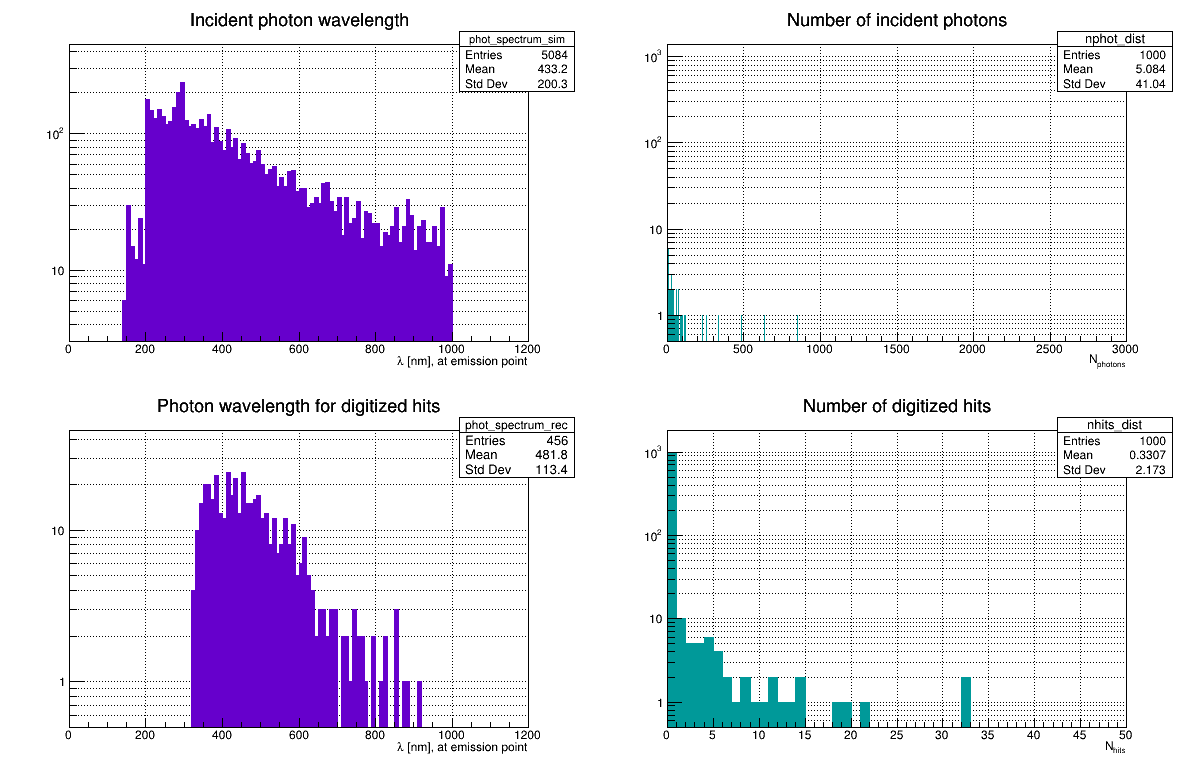 Incident photon wavelength
phot_spectrum_sim
Entries 5084
Mean 433.2
Std Dev 200.3
10²
10
0 200 400 600 800 1000 1200
λ [nm], at emission point
Number of incident photons
nphot_dist
Entries 1000
Mean 5.084
Std Dev 41.04
10³
10²
10
1
0 500 1000 1500 2000 2500 3000
N photons
Photon wavelength for digitized hits
phot_spectrum_rec
Entries 456
Mean 481.8
Std Dev 113.4
10
1
0 200 400 600 800 1000 1200
λ [nm], at emission point
Number of digitized hits
nhits_dist
Entries 1000
Mean 0.3307
Std Dev 2.173
10³
10²
10
1
0 5 10 15 20 25 30 35 40 45 50
N hits